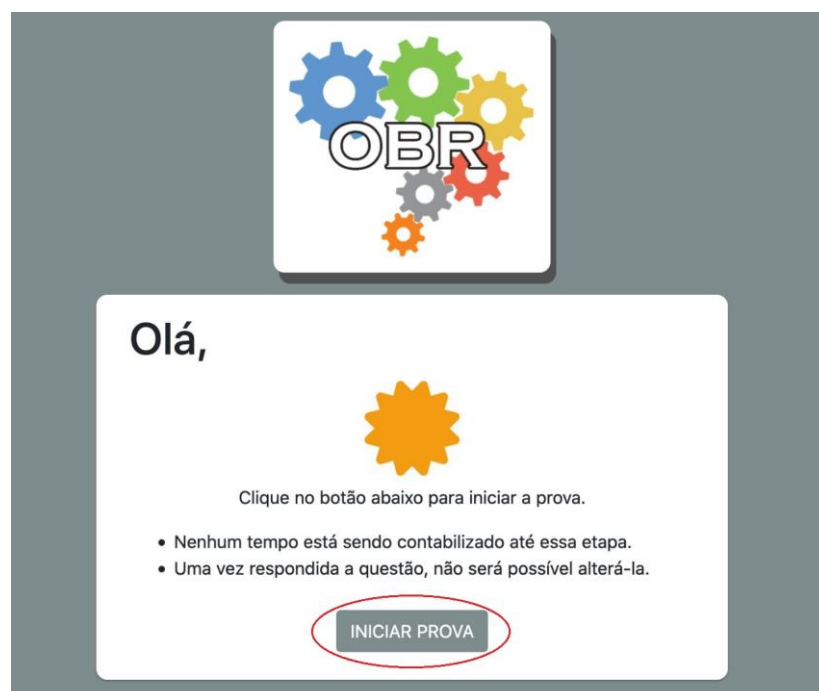 OBR
Olá,
Clique no botão abaixo para iniciar a prova.
• Nenhum tempo está sendo contabilizado até essa etapa.
• Uma vez respondida a questão, não será possível alterá-la.
INICIAR PROVA